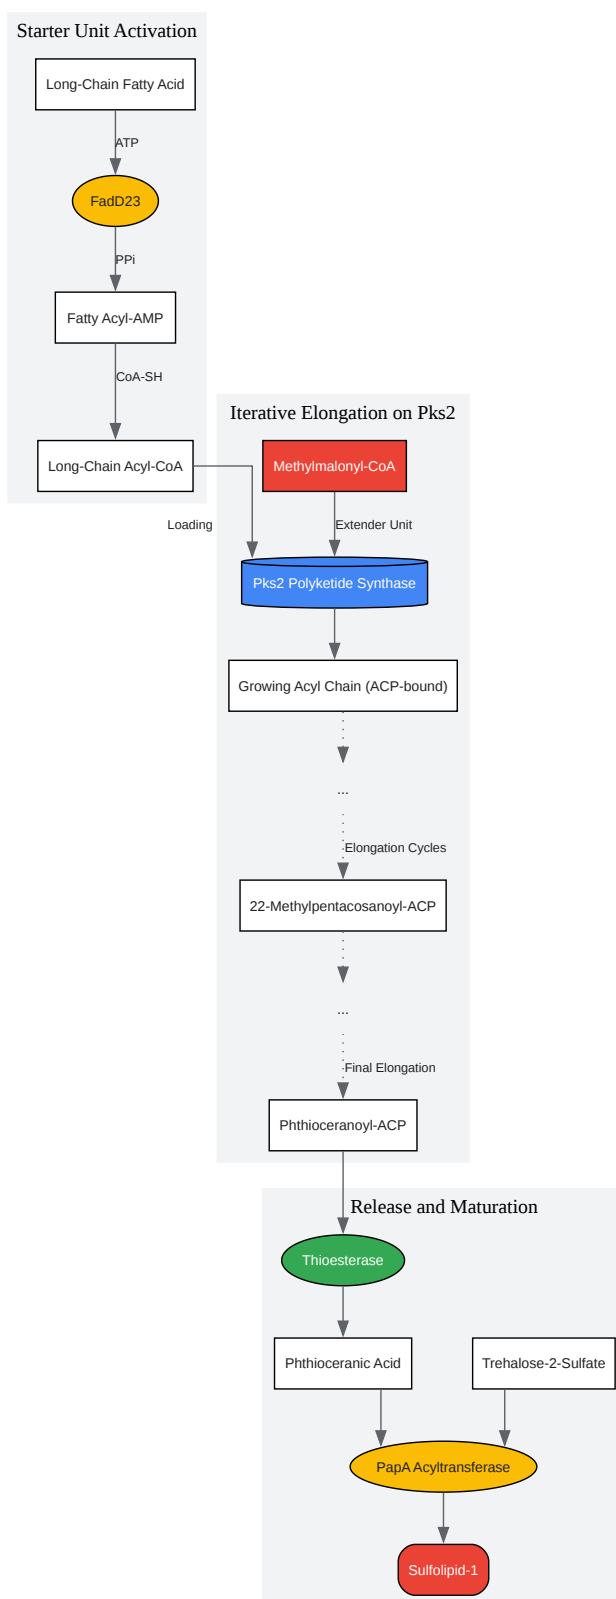 Starter Unit Activation
Long-Chain Fatty Acid
ATP
FadD23
PPi
Fatty Acyl-AMP
CoA-SH
Long-Chain Acyl-CoA
Loading
Iterative Elongation on Pks2
Methylmalonyl-CoA
Extender Unit
Pks2 Polyketide Synthase
Growing Acyl Chain (ACP-bound)
...
Elongation Cycles
22-Methylpentacosanoyl-ACP
...
Final Elongation
Phthioceranoyl-ACP
Release and Maturation
Thioesterase
Phthioceranic Acid
Trehalose-2-Sulfate
PapA Acyltransferase
Sulfolipid-1